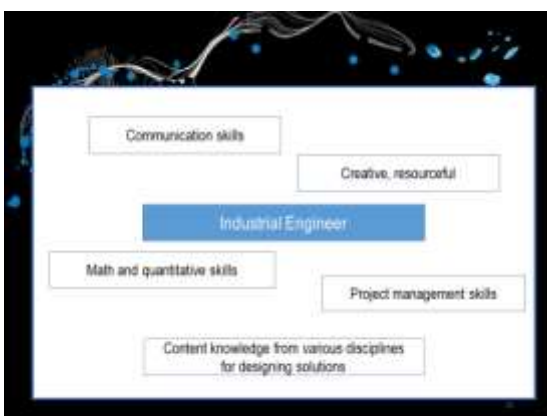 Communication skills
Creative, resourceful
Industrial Engineer
Math and quantitative skills
Project management skills
Content knowledge from various disciplines
for designing solutions